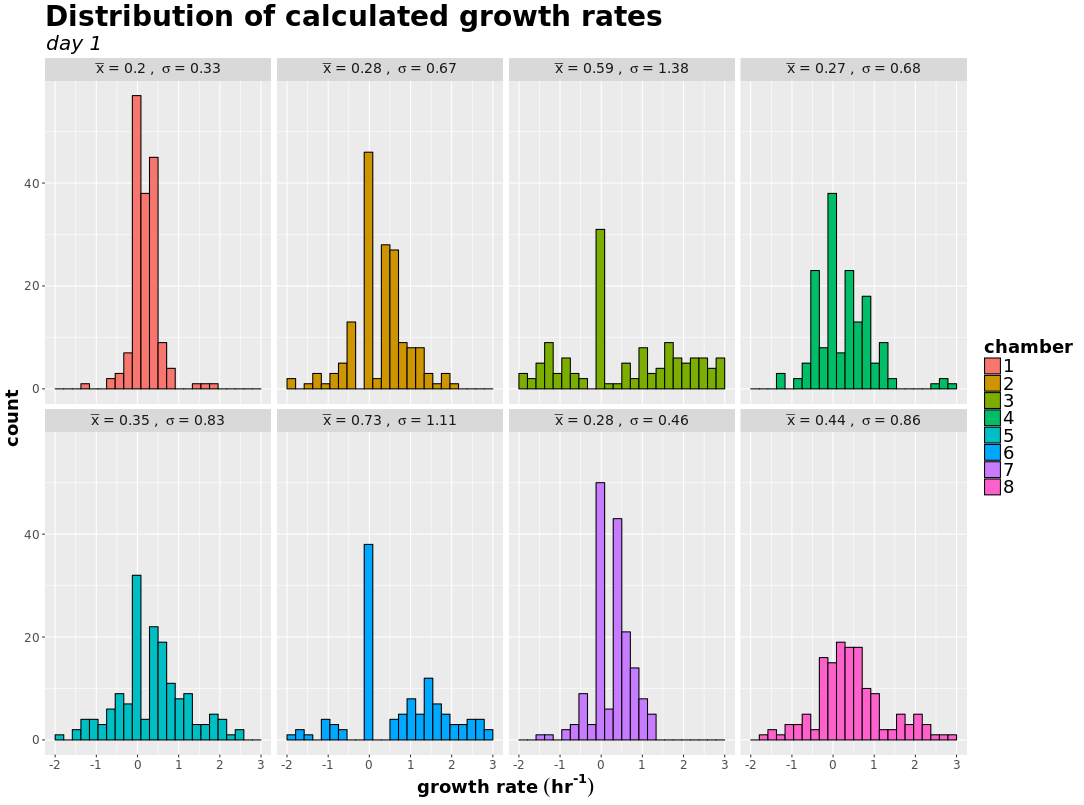 Distribution of calculated growth rates
day 1
x̅ = 0.2 , σ = 0.33
x̅ = 0.28 , σ = 0.67
x̅ = 0.59 , σ = 1.38
x̅ = 0.27 , σ = 0.68
40
20
0
x̅ = 0.35 , σ = 0.83
x̅ = 0.73 , σ = 1.11
x̅ = 0.28 , σ = 0.46
x̅ = 0.44 , σ = 0.86
40
20
0
-2 -1 0 1 2 3
-2 -1 0 1 2 3
-2 -1 0 1 2 3
-2 -1 0 1 2 3
count
growth rate (hr⁻¹)
chamber
1
2
3
4
5
6
7
8